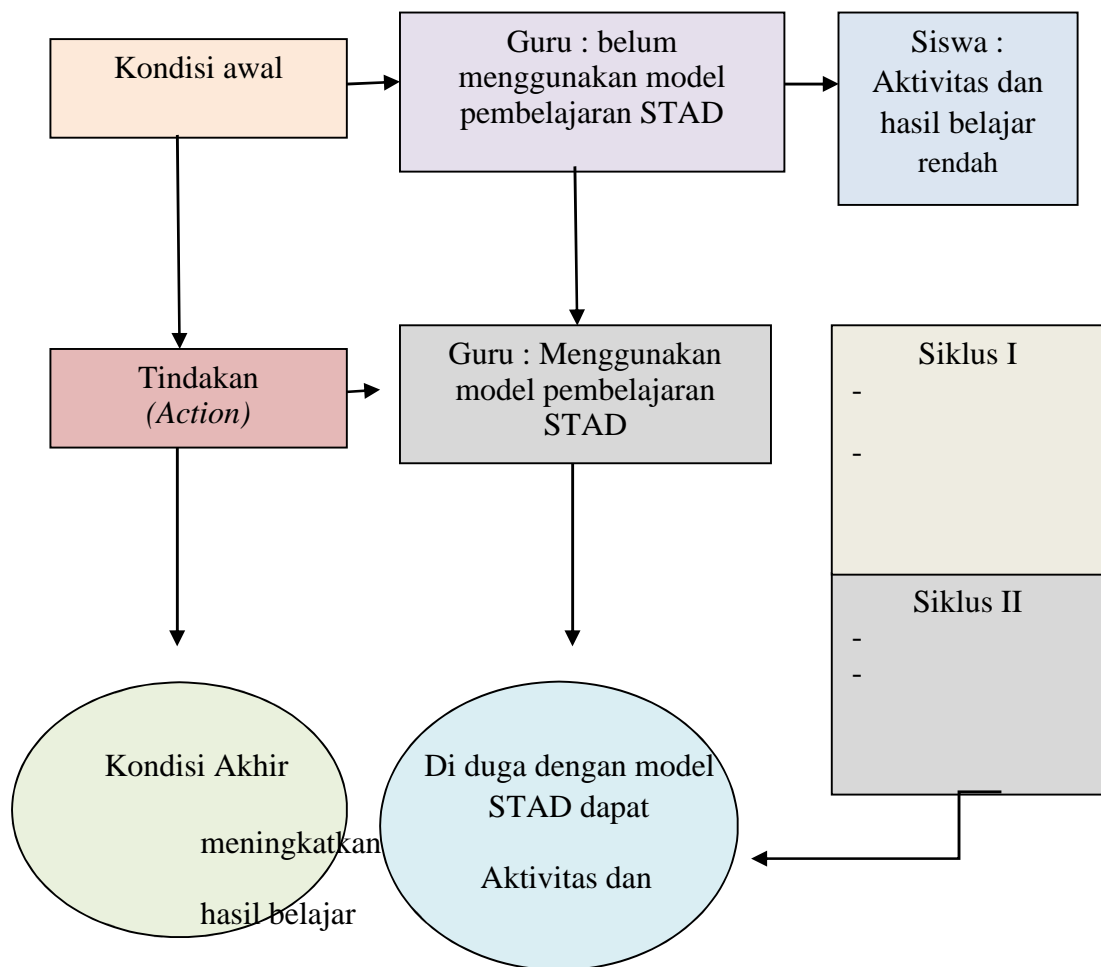 Kondisi awal
Guru : belum
menggunakan model
pembelajaran STAD
Siswa :
Aktivitas dan
hasil belajar
rendah
Tindakan
(Action)
Guru : Menggunakan
model pembelajaran
STAD
Siklus I
-
-
Siklus II
-
-
Kondisi Akhir
Di duga dengan model
STAD dapat
meningkatkan
Aktivitas dan
hasil belajar